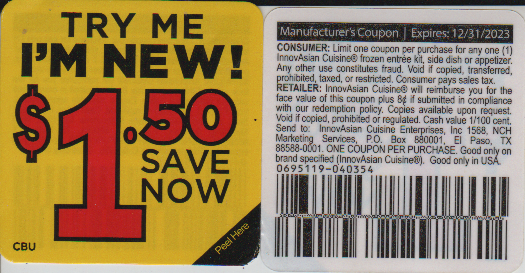 TRY ME
I'M NEW!
$1.50
SAVE
NOW
CBU
Peel Here
Manufacturer's Coupon | Expires: 12/31/2023
CONSUMER: Limit one coupon per purchase for any one (1)
InnovAsian Cuisine® frozen entrée kit, side dish or appetizer.
Any other use constitutes fraud. Void if copied, transferred,
prohibited, taxed, or restricted. Consumer pays sales tax.
RETAILER: InnovAsian Cuisine® will reimburse you for the
face value of this coupon plus 8¢ if submitted in compliance
with our redemption policy. Copies available upon request.
Void if copied, prohibited or regulated. Cash value 1/100 cent.
Send to: InnovAsian Cuisine Enterprises, Inc 1568, NCH
Marketing Services, P.O. Box 880001, El Paso, TX
88588-0001. ONE COUPON PER PURCHASE. Good only on
brand specified (InnovAsian Cuisine®). Good only in USA.
0695119-040354